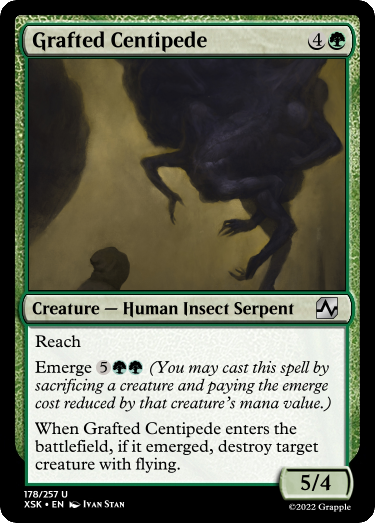 Grafted Centipede 4
Creature — Human Insect Serpent
Reach
Emerge 5 (You may cast this spell by
sacrificing a creature and paying the emerge
cost reduced by that creature's mana value.)
When Grafted Centipede enters the
battlefield, if it emerged, destroy target
creature with flying.
5/4
178/257 U
XSK • EN Ivan Stan
©2022 Grapple